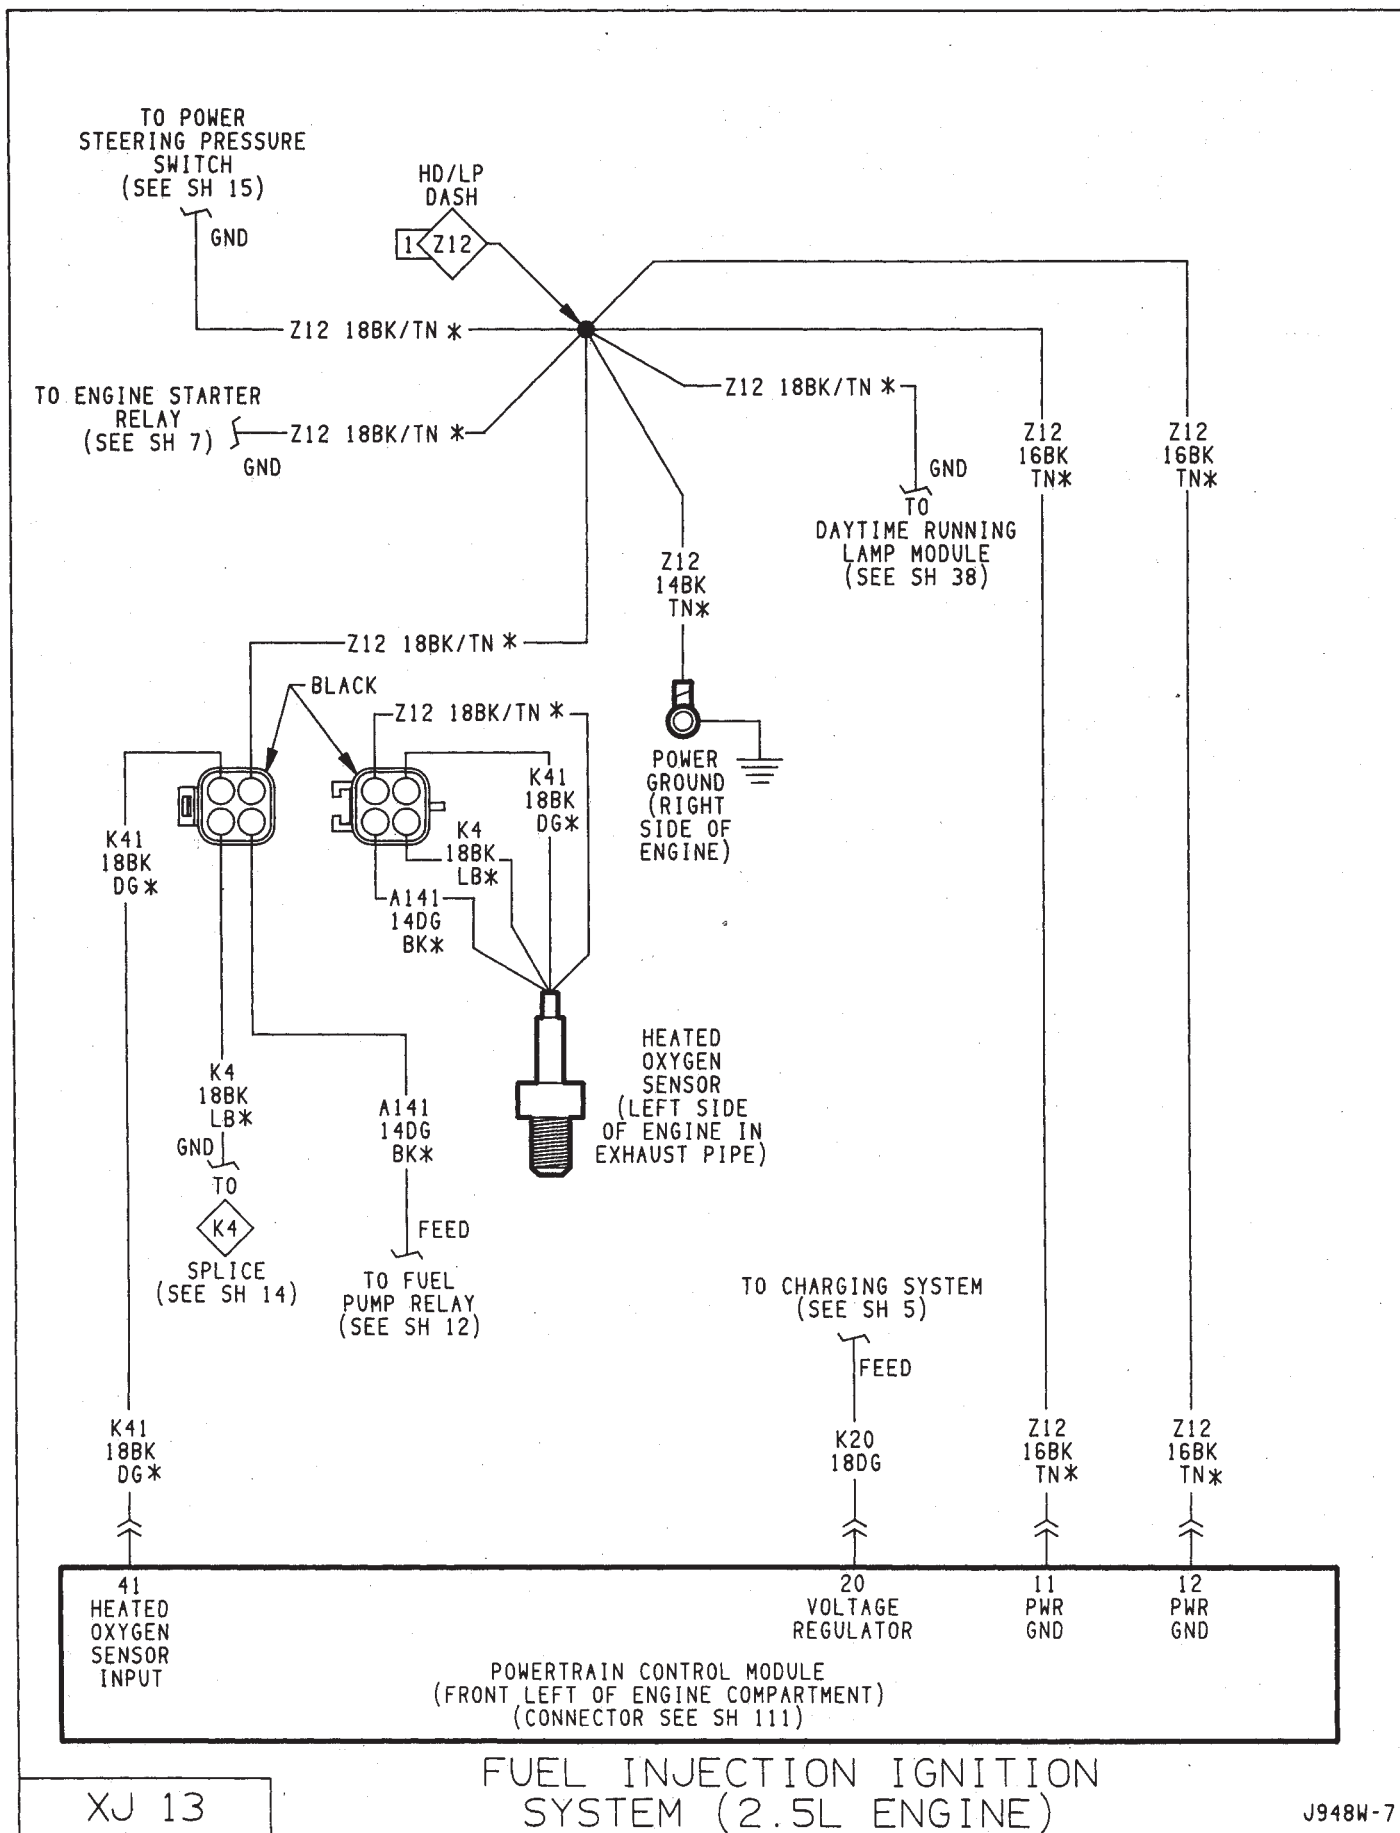 TO POWER
STEERING PRESSURE
SWITCH
(SEE SH 15)
GND
HD/LP
DASH
1 Z12
Z12 18BK/TN *
TO ENGINE STARTER
RELAY
(SEE SH 7)
Z12 18BK/TN *
GND
Z12 18BK/TN *
GND
TO
DAYTIME RUNNING
LAMP MODULE
(SEE SH 38)
Z12
16BK
TN*
Z12
16BK
TN*
Z12
14BK
TN*
Z12 18BK/TN *
BLACK
Z12 18BK/TN *
POWER
GROUND
(RIGHT
SIDE OF
ENGINE)
K41
18BK
DG*
K41
18BK
DG*
K4
18BK
LB*
A141
14DG
BK*
HEATED
OXYGEN
SENSOR
(LEFT SIDE
OF ENGINE IN
EXHAUST PIPE)
K4
18BK
LB*
GND
TO
K4
SPLICE
(SEE SH 14)
A141
14DG
BK*
FEED
TO FUEL
PUMP RELAY
(SEE SH 12)
TO CHARGING SYSTEM
(SEE SH 5)
FEED
K41
18BK
DG*
K20
18DG
Z12
16BK
TN*
Z12
16BK
TN*
41
HEATED
OXYGEN
SENSOR
INPUT
20
VOLTAGE
REGULATOR
11
PWR
GND
12
PWR
GND
POWERTRAIN CONTROL MODULE
(FRONT LEFT OF ENGINE COMPARTMENT)
(CONNECTOR SEE SH 111)
FUEL INJECTION IGNITION
SYSTEM (2.5L ENGINE)
XJ 13
J948W-7